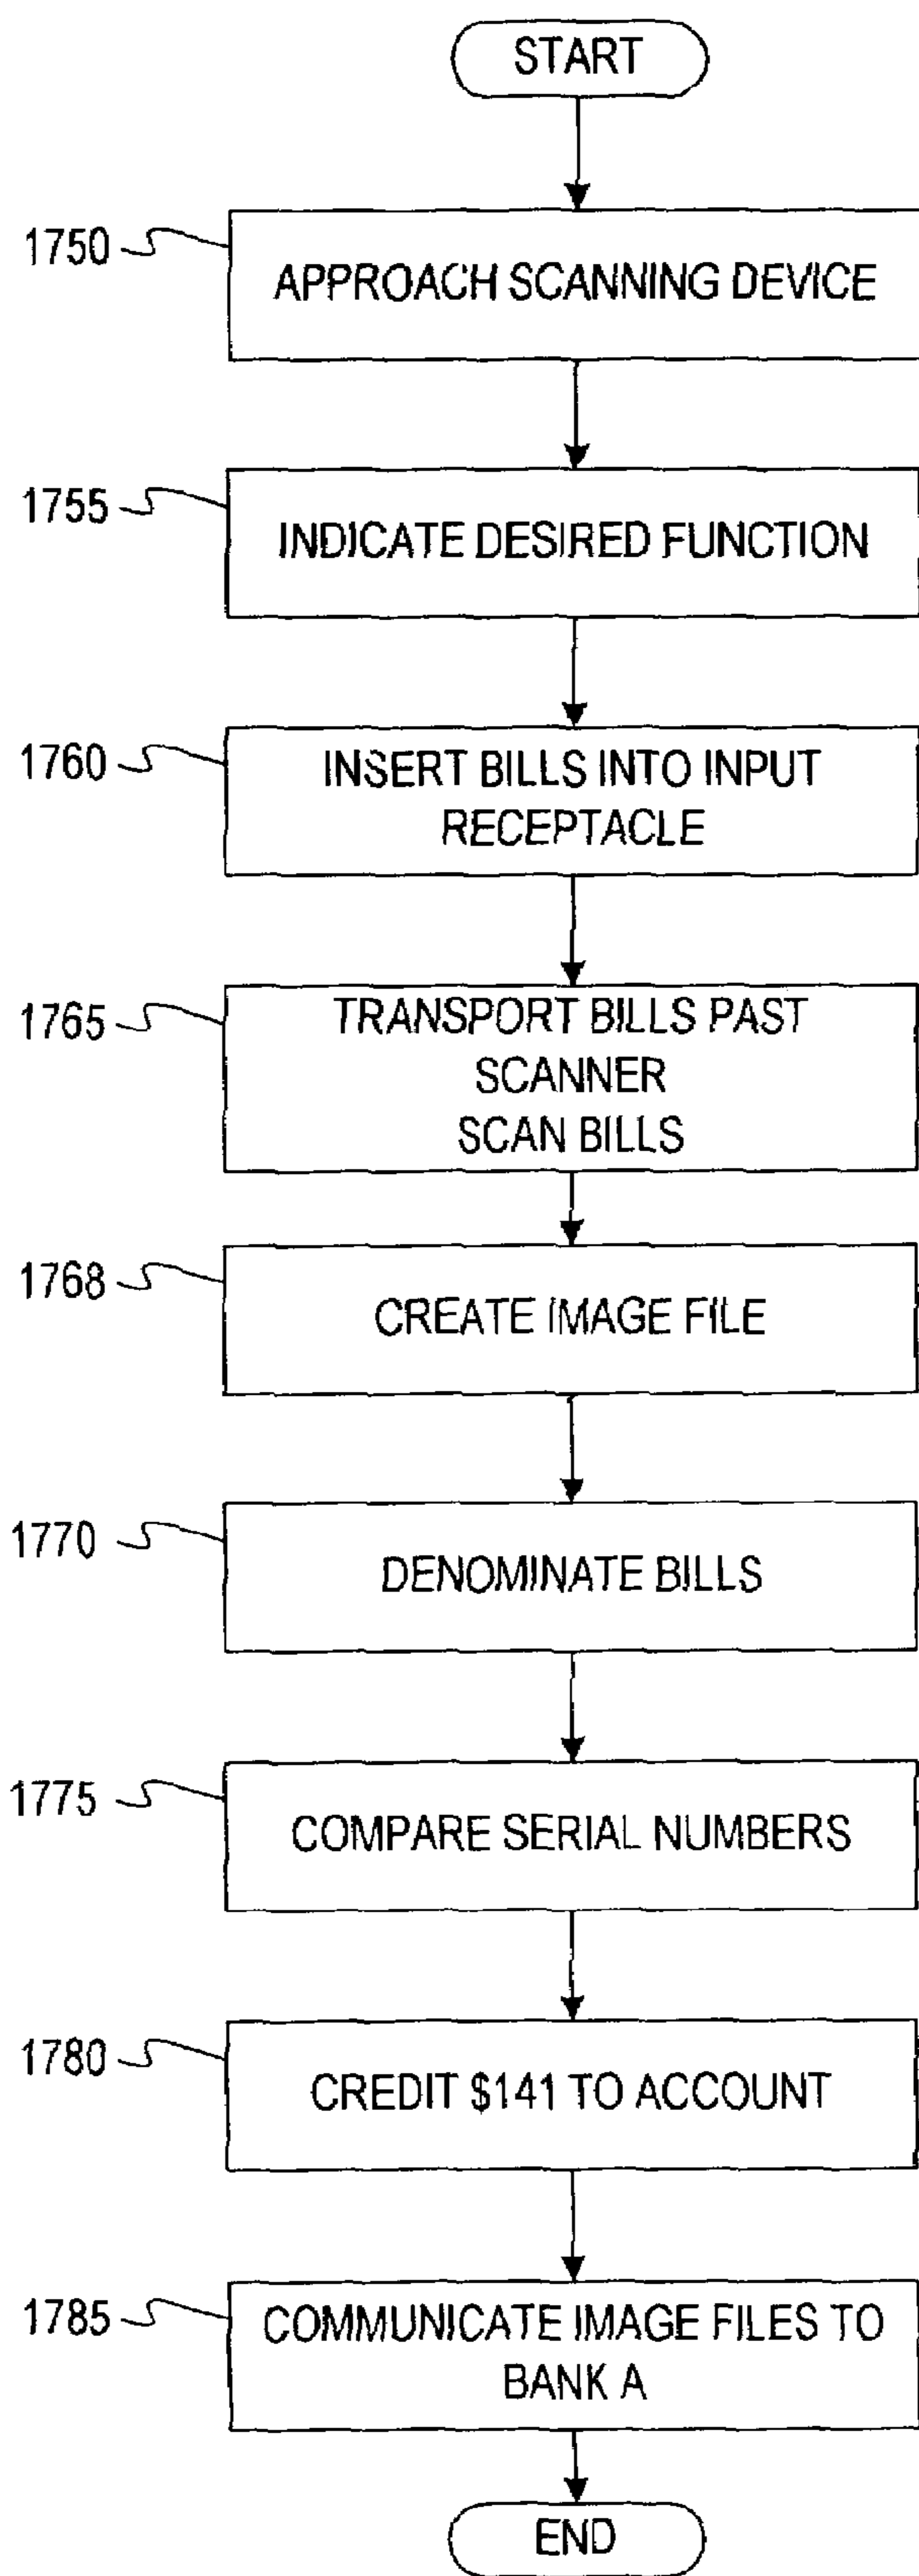 START
1750
APPROACH SCANNING DEVICE
1755
INDICATE DESIRED FUNCTION
1760
INSERT BILLS INTO INPUT
RECEPTACLE
1765
TRANSPORT BILLS PAST
SCANNER
SCAN BILLS
1768
CREATE IMAGE FILE
1770
DENOMINATE BILLS
1775
COMPARE SERIAL NUMBERS
1780
CREDIT $141 TO ACCOUNT
1785
COMMUNICATE IMAGE FILES TO
BANK A
END